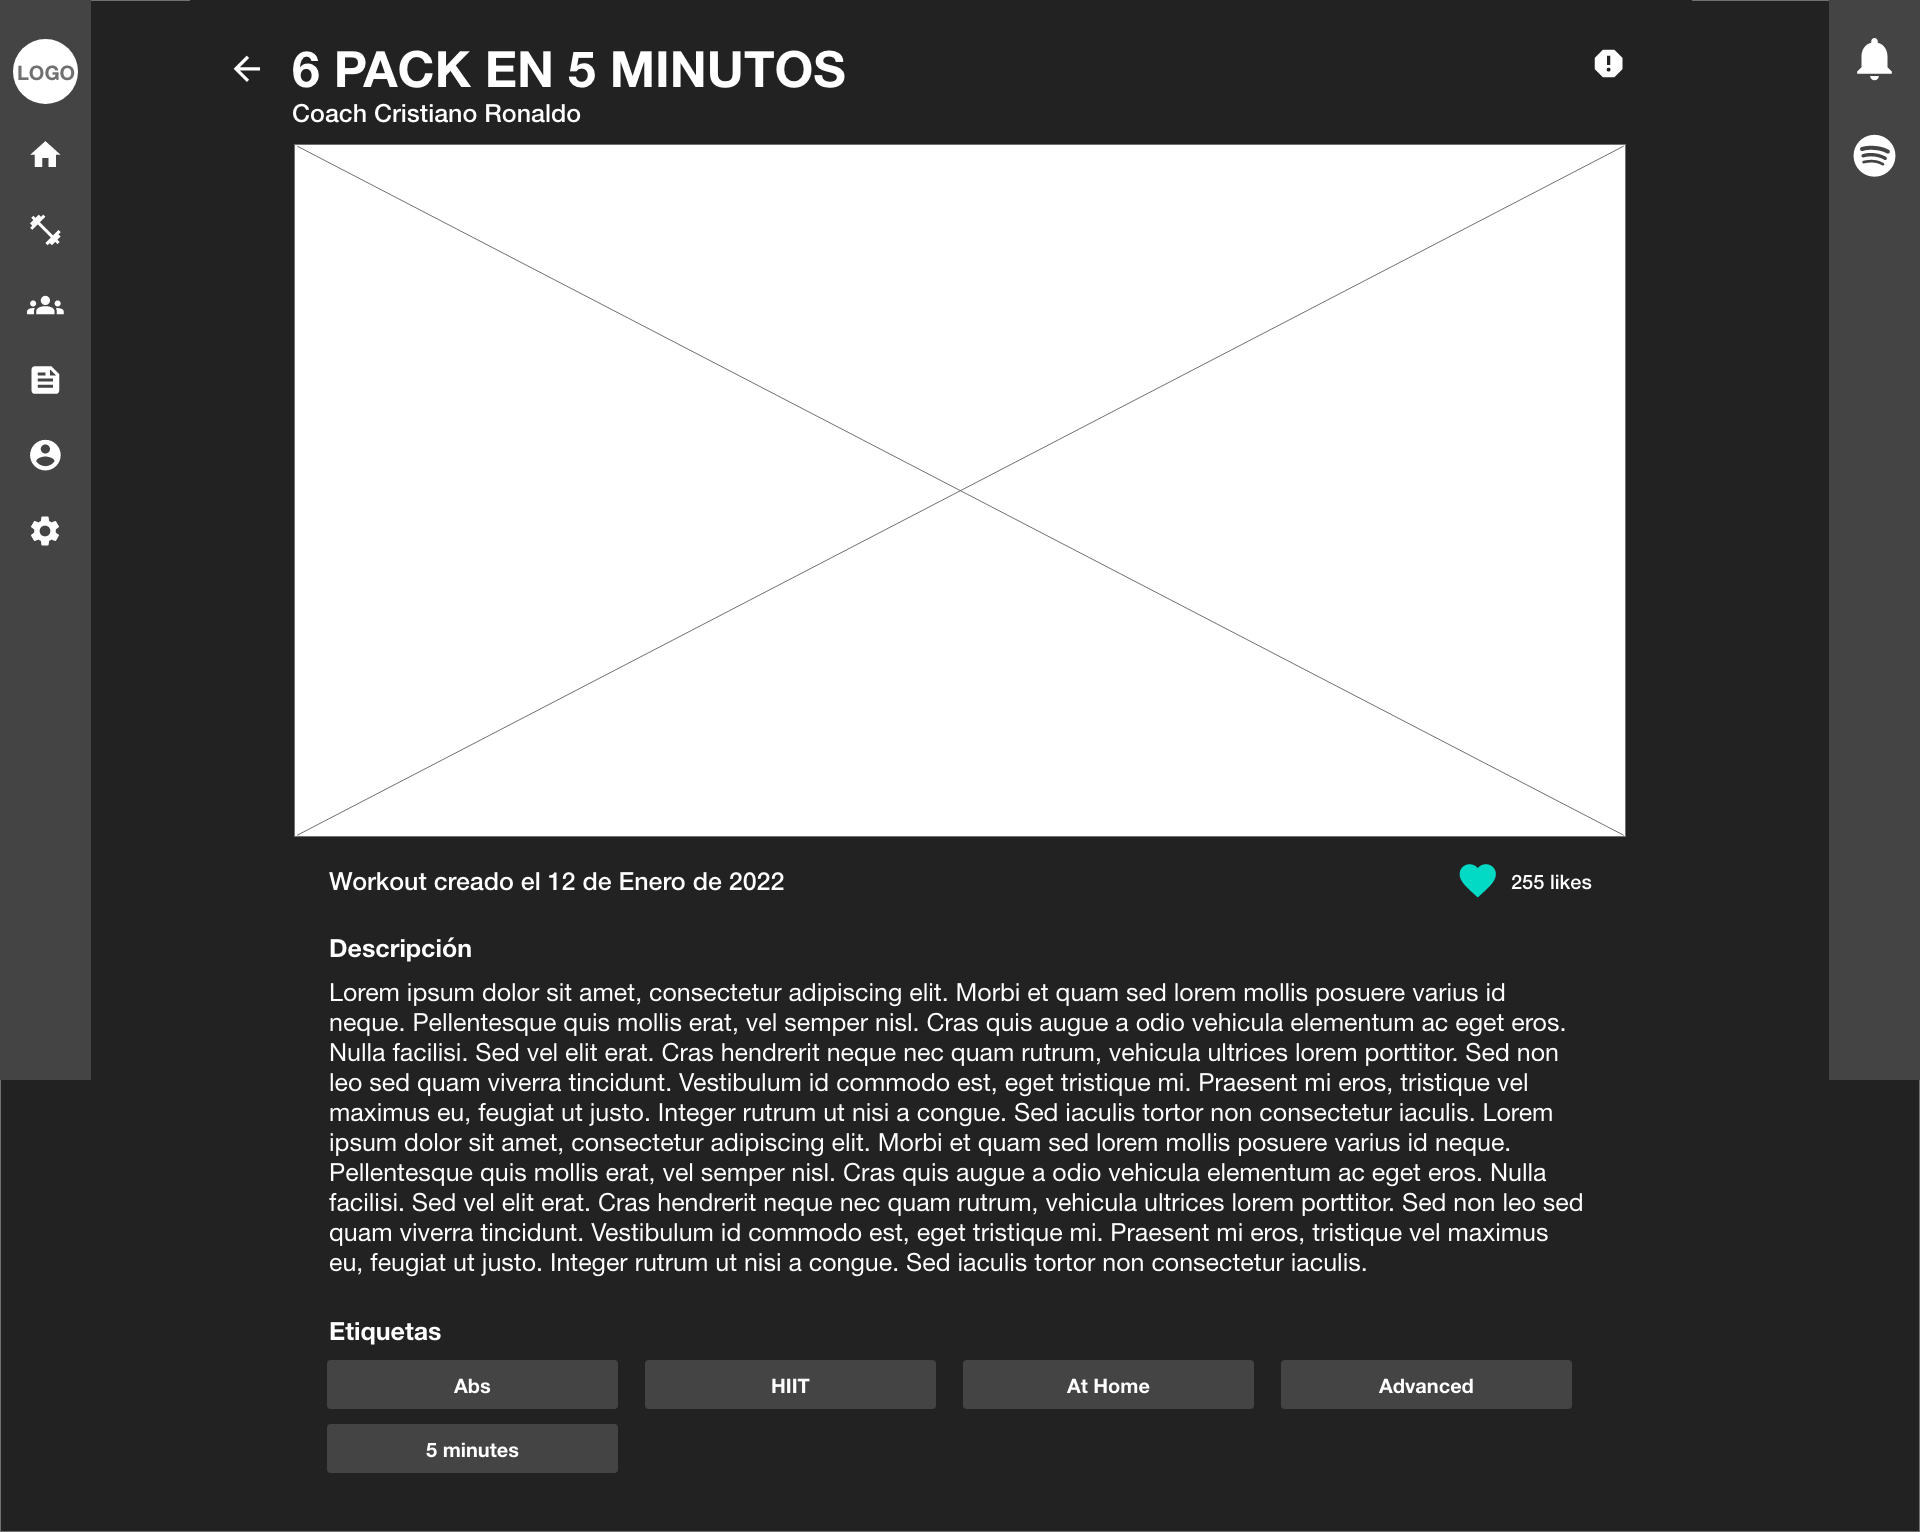 LOGO
6 PACK EN 5 MINUTOS
Coach Cristiano Ronaldo
Workout creado el 12 de Enero de 2022
255 likes
Descripción
Lorem ipsum dolor sit amet, consectetur adipiscing elit. Morbi et quam sed lorem mollis posuere varius id
neque. Pellentesque quis mollis erat, vel semper nisl. Cras quis augue a odio vehicula elementum ac eget eros.
Nulla facilisi. Sed vel elit erat. Cras hendrerit neque nec quam rutrum, vehicula ultrices lorem porttitor. Sed non
leo sed quam viverra tincidunt. Vestibulum id commodo est, eget tristique mi. Praesent mi eros, tristique vel
maximus eu, feugiat ut justo. Integer rutrum ut nisi a congue. Sed iaculis tortor non consectetur iaculis. Lorem
ipsum dolor sit amet, consectetur adipiscing elit. Morbi et quam sed lorem mollis posuere varius id neque.
Pellentesque quis mollis erat, vel semper nisl. Cras quis augue a odio vehicula elementum ac eget eros. Nulla
facilisi. Sed vel elit erat. Cras hendrerit neque nec quam rutrum, vehicula ultrices lorem porttitor. Sed non leo sed
quam viverra tincidunt. Vestibulum id commodo est, eget tristique mi. Praesent mi eros, tristique vel maximus
eu, feugiat ut justo. Integer rutrum ut nisi a congue. Sed iaculis tortor non consectetur iaculis.
Etiquetas
Abs
HIIT
At Home
Advanced
5 minutes